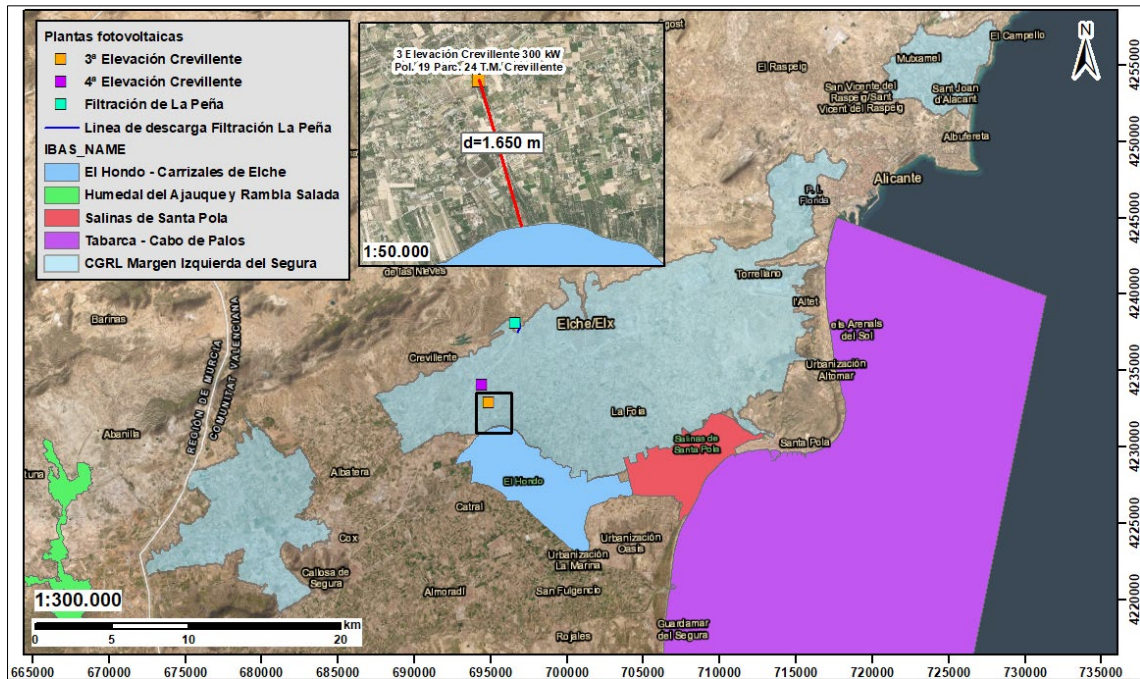 Plantas fotovoltaicas
3ª Elevación Crevillente
4ª Elevación Crevillente
Filtración de La Peña
Linea de descarga Filtración La Peña
IBAS_NAME
El Hondo - Carrizales de Elche
Humedal del Ajauque y Rambla Salada
Salinas de Santa Pola
Tabarca - Cabo de Palos
CGRL Margen Izquierda del Segura
3 Elevación Crevillente 300 kW
Pol. 19 Parc. 24 T.M. Crevillente
d=1.650 m
1:50.000
gost
El Campello
Mutxamel
El Raspeig
San Vicente del
Raspeig/Sant
Vicent del Raspeig
Sant Joan
d'Alacant
Albufereta
Alicante
P. I.
Florida
de las Nieves
Torrellano
l'Altet
Barinas
Elche/Elx
els Arenals
del Sol
Crevillente
Urbanización
Altomar
REGIÓN DE MURCIA
COMUNITAT VALENCIANA
La Foia
Abanilla
Salinas de
Santa Pola
Santa Pola
tuna
Albatera
El Hondo
Catral
Cox
Urbanización
Oasis
Urbanización
La Marina
Callosa de
Segura
Almoradí
San Fulgencio
Guardamar
del Segura
Rojales
1:300.000
km
0 5 10 20
4255000
4250000
4245000
4240000
4235000
4230000
4225000
4220000
665000 670000 675000 680000 685000 690000 695000 700000 705000 710000 715000 720000 725000 730000 735000